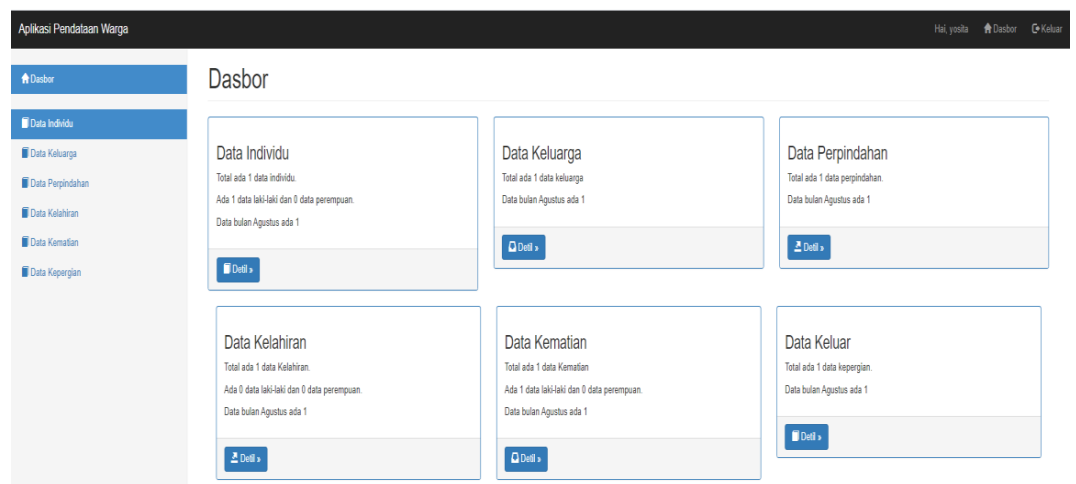 Aplikasi Pendataan Warga
Hai, yosita Dasbor Keluar
Dasbor
Data Individu
Data Keluarga
Data Perpindahan
Data Kelahiran
Data Kematian
Data Kepergian
Dasbor
Data Individu
Total ada 1 data individu.
Ada 1 data laki-laki dan 0 data perempuan.
Data bulan Agustus ada 1
Detil »
Data Keluarga
Total ada 1 data keluarga
Data bulan Agustus ada 1
Detil »
Data Perpindahan
Total ada 1 data perpindahan.
Data bulan Agustus ada 1
Detil »
Data Kelahiran
Total ada 1 data Kelahiran.
Ada 0 data laki-laki dan 0 data perempuan.
Data bulan Agustus ada 1
Detil »
Data Kematian
Total ada 1 data Kematian
Ada 1 data laki-laki dan 0 data perempuan.
Data bulan Agustus ada 1
Detil »
Data Keluar
Total ada 1 data kepergian.
Data bulan Agustus ada 1
Detil »